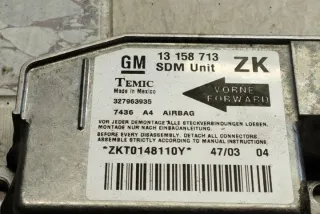 GM 13 158 713 ZK
SDM Unit
TEMIC
Made in Mexico
327963935
VORNE
FORWARD
7436 A4 AIRBAG
VOR JEDER DEMONTAGE ALLE STECKVERBINDUNGEN LOESEN.
MONTAGE NUR NACH EINBAUANLEITUNG.
BEFORE EVERY DISASSEMBLY. DETACH ALL CONNECTORS.
ASSEMBLE STRICTLY ACCORDING TO MANUAL INSTRUCTIONS.
*ZKT0148110Y* 47/03 04